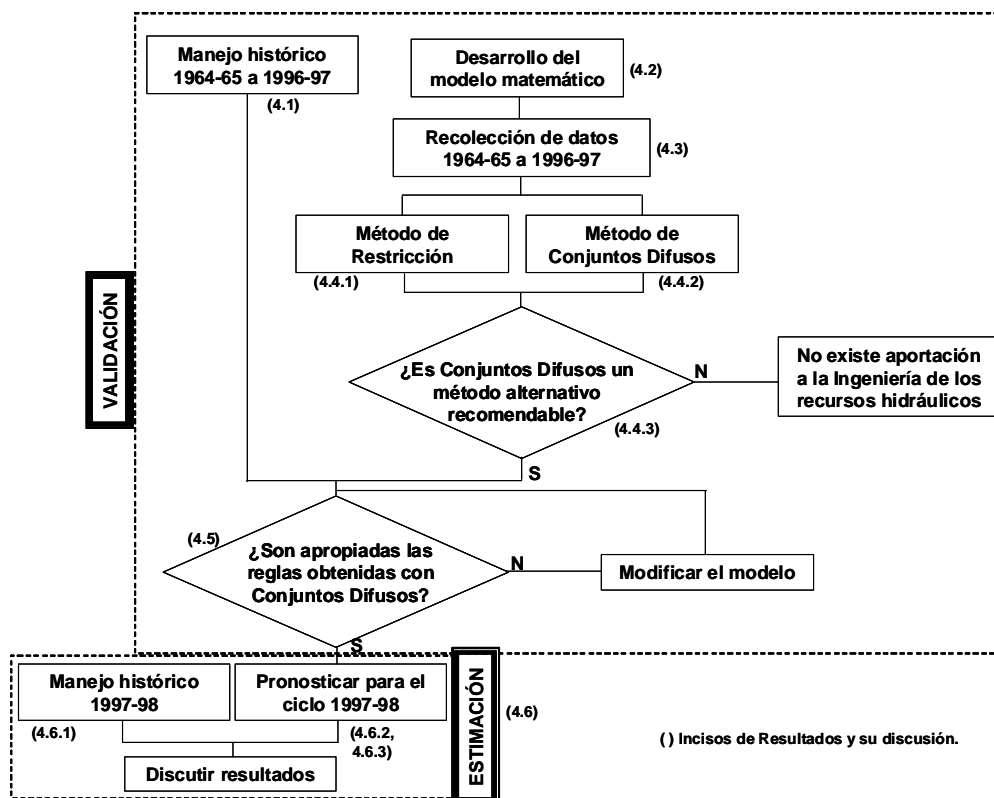 Manejo histórico
1964-65 a 1996-97
(4.1)
Desarrollo del
modelo matemático
(4.2)
Recolección de datos
1964-65 a 1996-97
(4.3)
Método de
Restricción
(4.4.1)
Método de
Conjuntos Difusos
(4.4.2)
VALIDACIÓN
¿Es Conjuntos Difusos un
método alternativo
recomendable?
(4.4.3)
N
No existe aportación
a la Ingeniería de los
recursos hidráulicos
S
(4.5)
¿Son apropiadas las
reglas obtenidas con
Conjuntos Difusos?
N
Modificar el modelo
S
Manejo histórico
1997-98
(4.6.1)
Pronosticar para el
ciclo 1997-98
(4.6.2,
4.6.3)
Discutir resultados
ESTIMACIÓN
(4.6)
( ) Incisos de Resultados y su discusión.